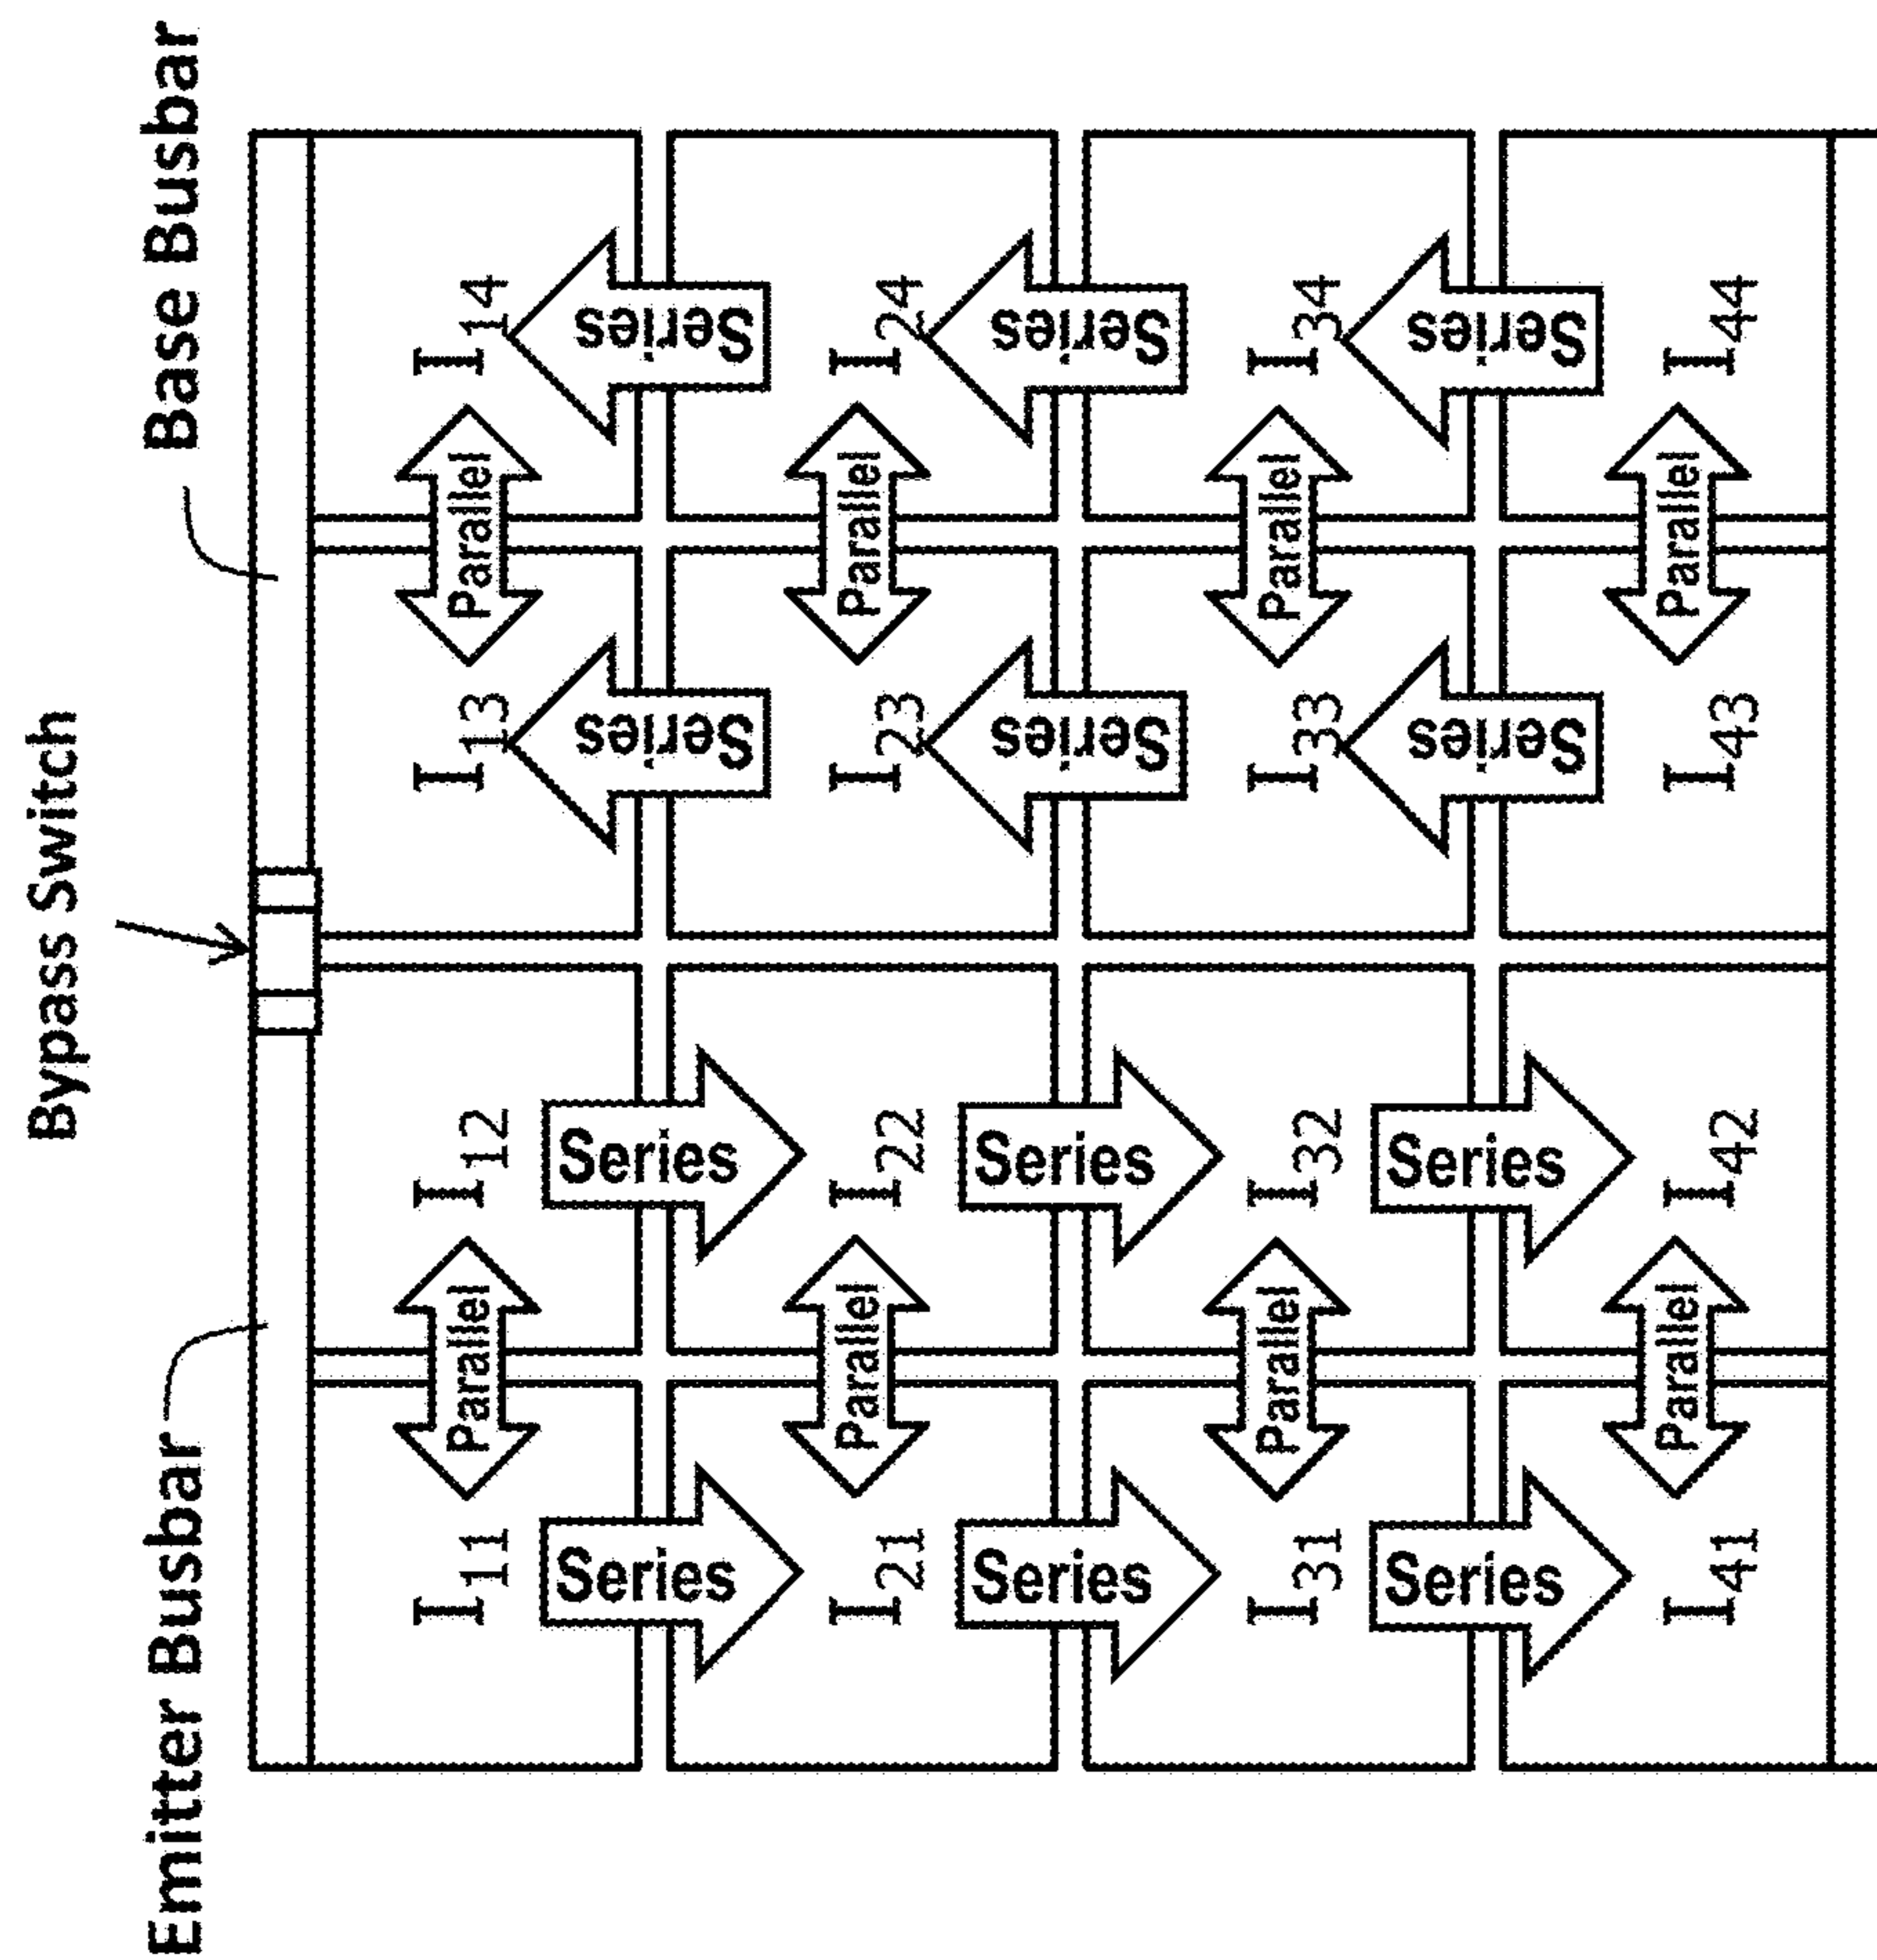 Bypass Switch
Emitter Busbar
Base Busbar
I11 Parallel I12 I13 Parallel I14
Series Series Series Series
I21 Parallel I22 I23 Parallel I24
Series Series Series Series
I31 Parallel I32 I33 Parallel I34
Series Series Series Series
I41 Parallel I42 I43 Parallel I44